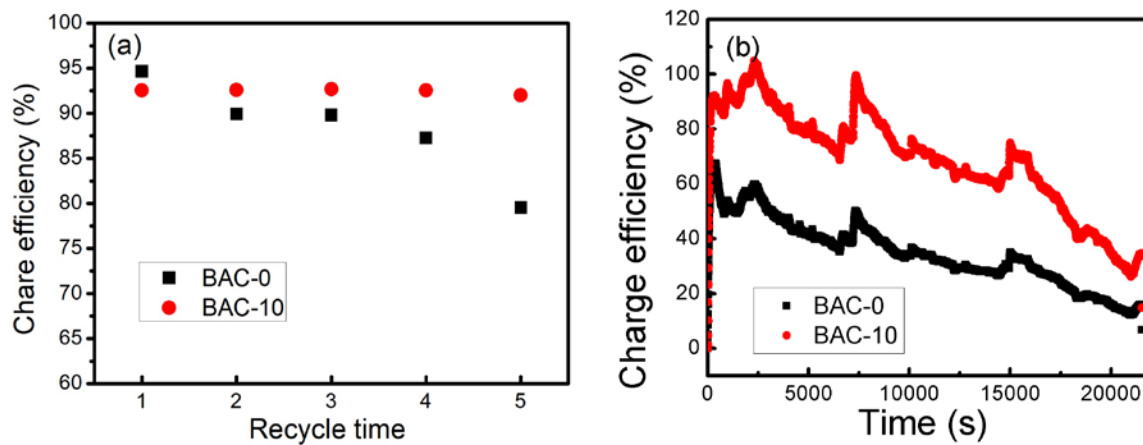 (a)
Chare efficiency (%)
100
95
90
85
80
75
70
65
60
BAC-0
BAC-10
1 2 3 4 5
Recycle time
(b)
Charge efficiency (%)
120
100
80
60
40
20
0
BAC-0
BAC-10
0 5000 10000 15000 20000
Time (s)